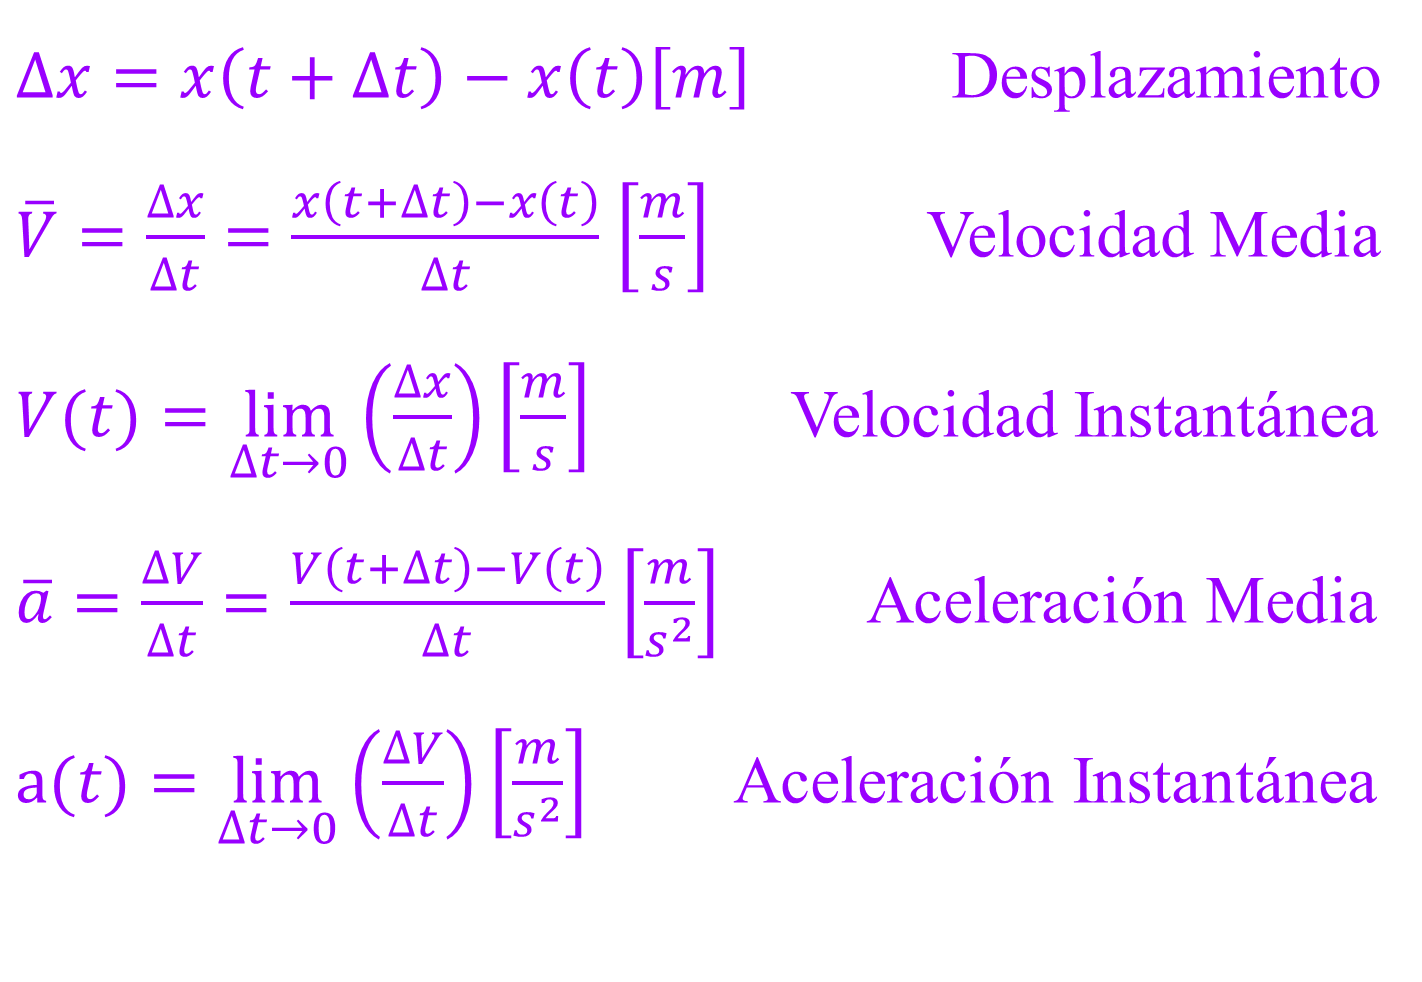 Δx = x(t + Δt) − x(t)[m] Desplazamiento
V̄ = Δx/Δt = x(t+Δt)−x(t)/Δt [m/s] Velocidad Media
V(t) = lim Δt→0 (Δx/Δt) [m/s] Velocidad Instantánea
a̅ = ΔV/Δt = V(t+Δt)−V(t)/Δt [m/s²] Aceleración Media
a(t) = lim Δt→0 (ΔV/Δt) [m/s²] Aceleración Instantánea